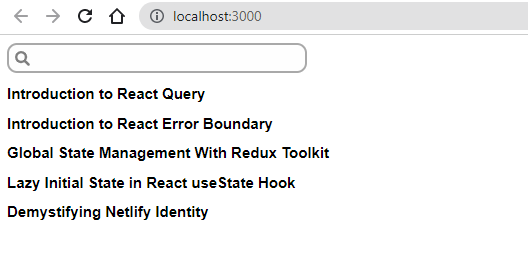 localhost:3000
Introduction to React Query
Introduction to React Error Boundary
Global State Management With Redux Toolkit
Lazy Initial State in React useState Hook
Demystifying Netlify Identity